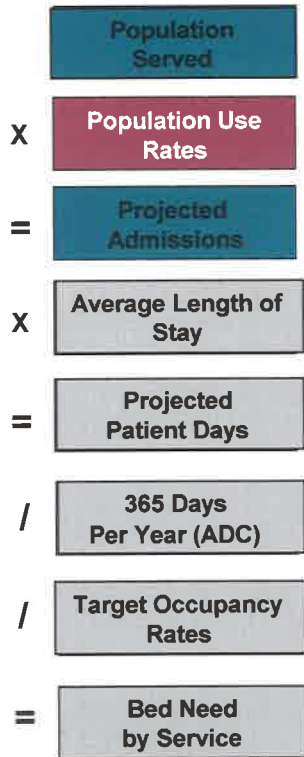 Population
Served
X
Population Use
Rates
=
Projected
Admissions
X
Average Length of
Stay
=
Projected
Patient Days
/
365 Days
Per Year (ADC)
/
Target Occupancy
Rates
=
Bed Need
by Service